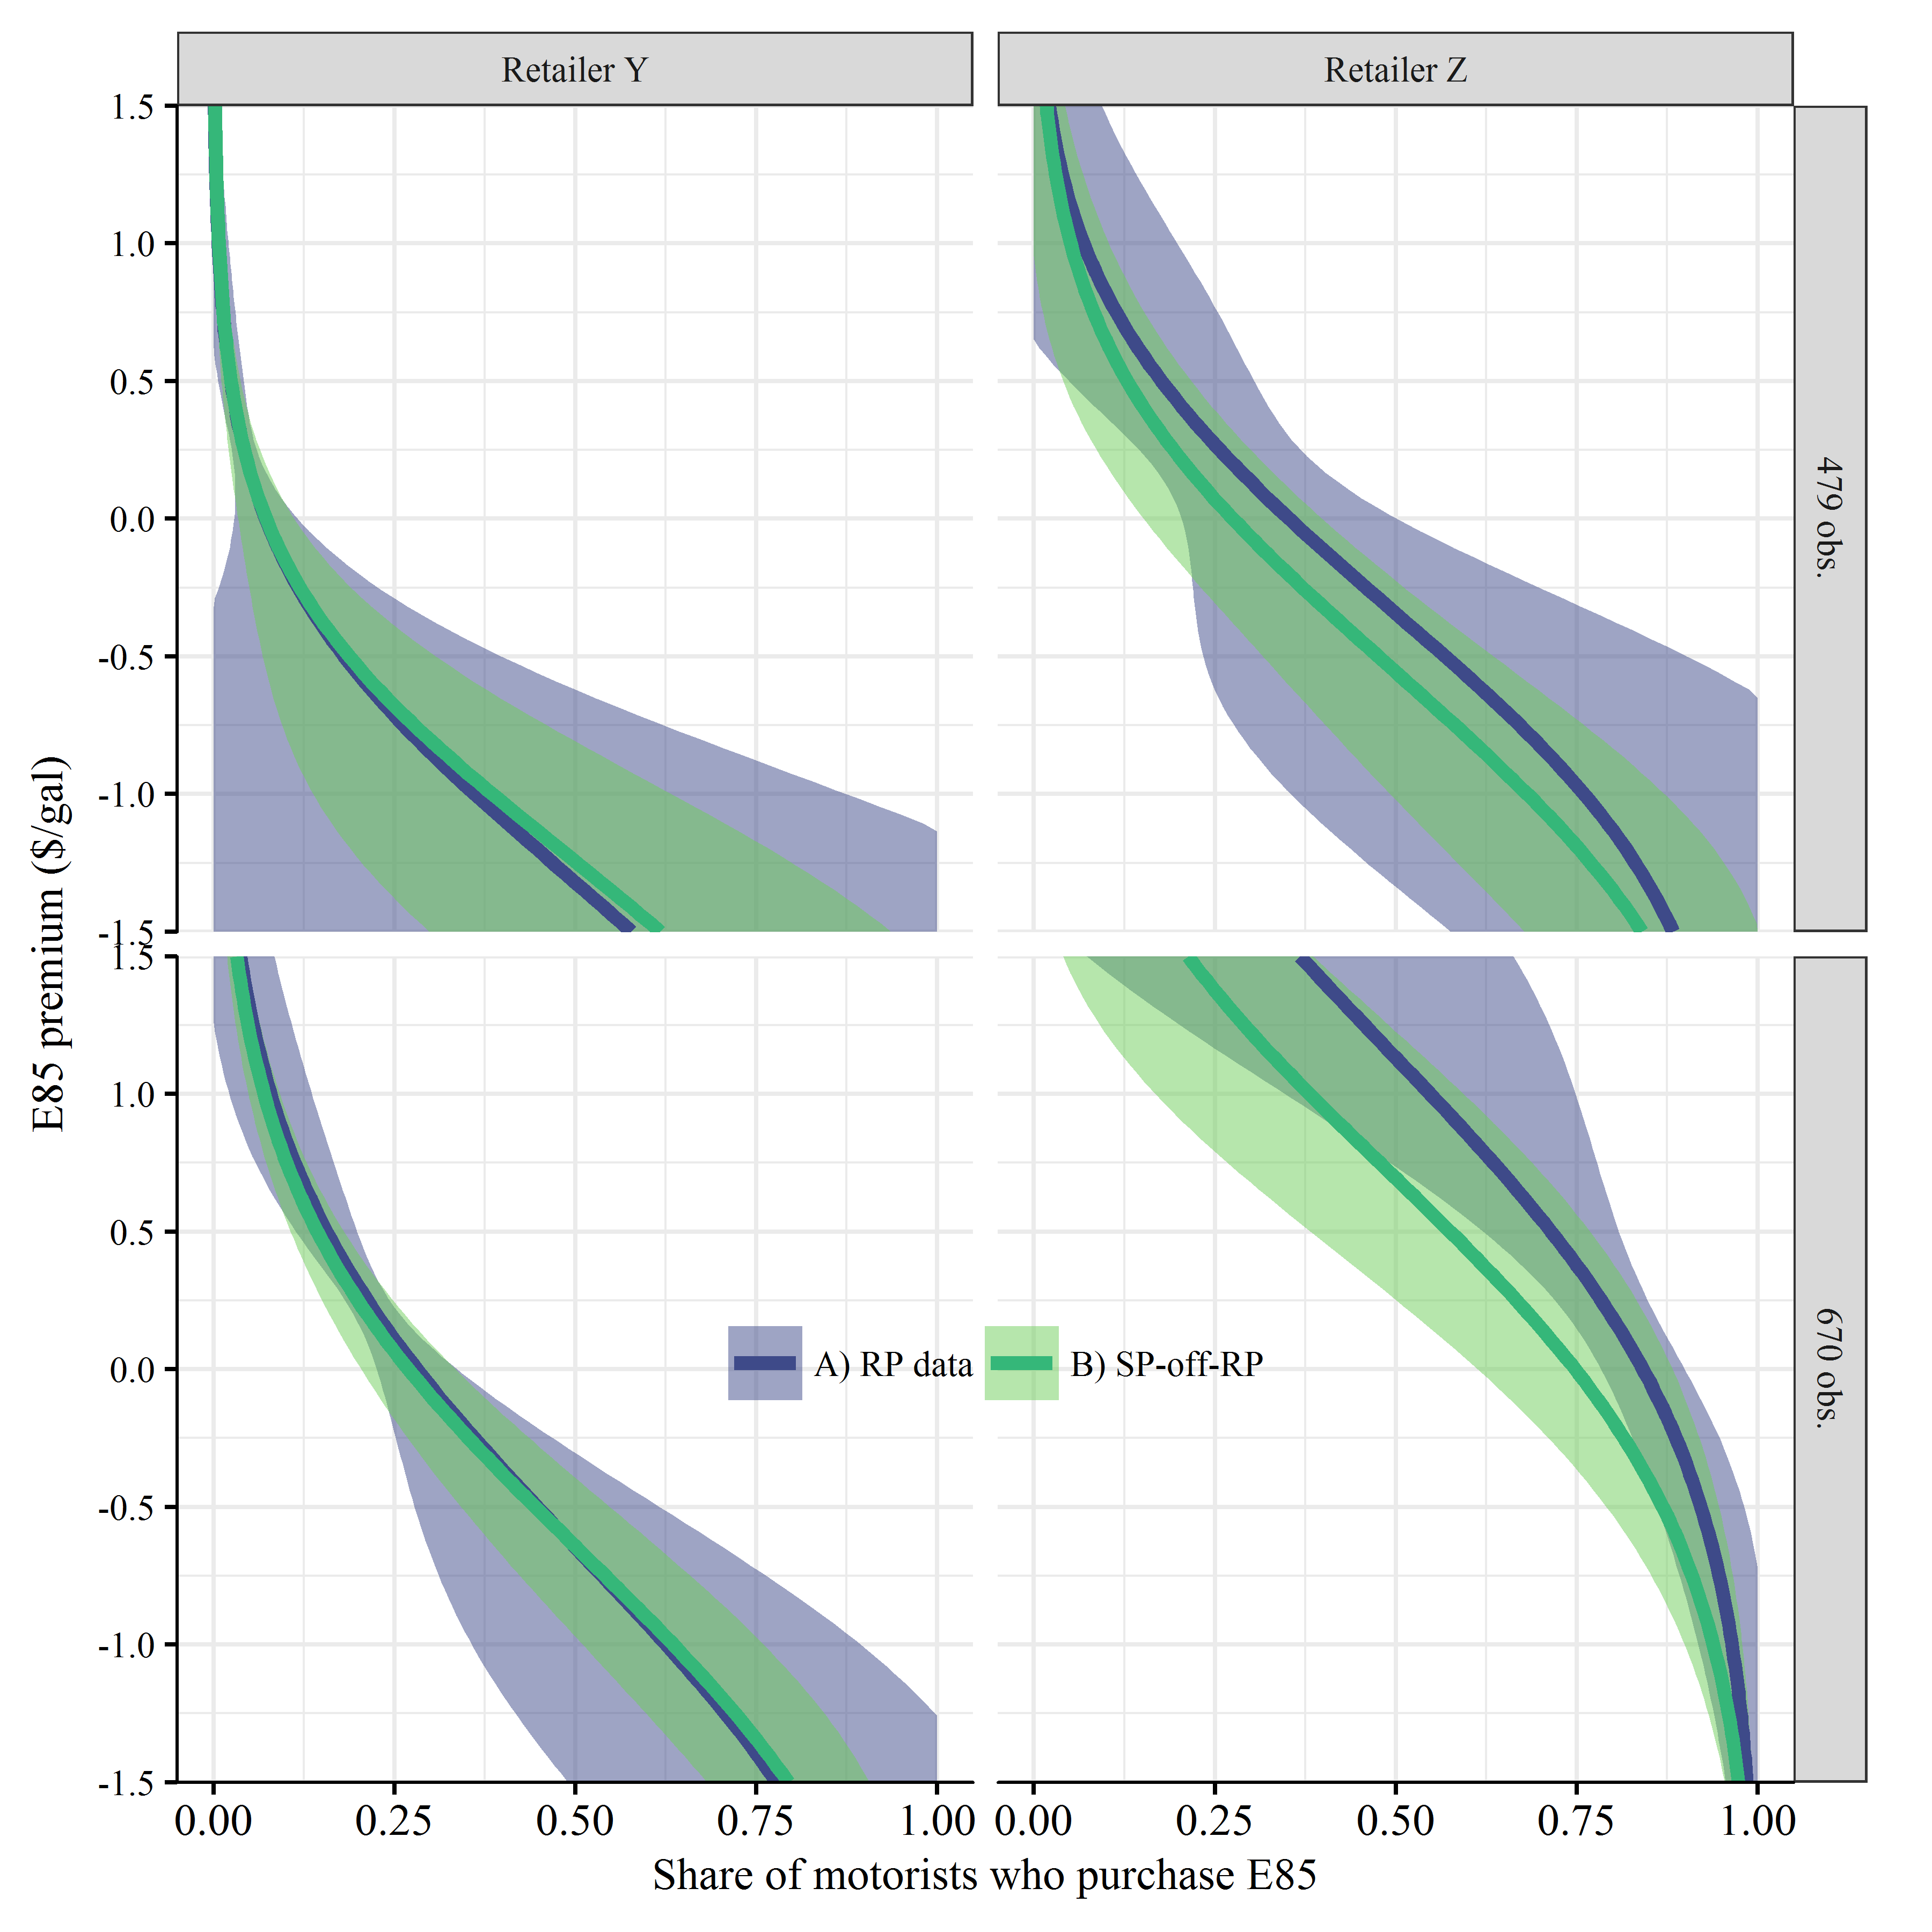 Retailer Y
Retailer Z
1.5
1.0
0.5
0.0
-0.5
-1.0
-1.5
479 obs.
E85 premium ($/gal)
1.5
1.0
0.5
0.0
-0.5
-1.0
-1.5
670 obs.
A) RP data
B) SP-off-RP
0.00 0.25 0.50 0.75 1.00
0.00 0.25 0.50 0.75 1.00
Share of motorists who purchase E85